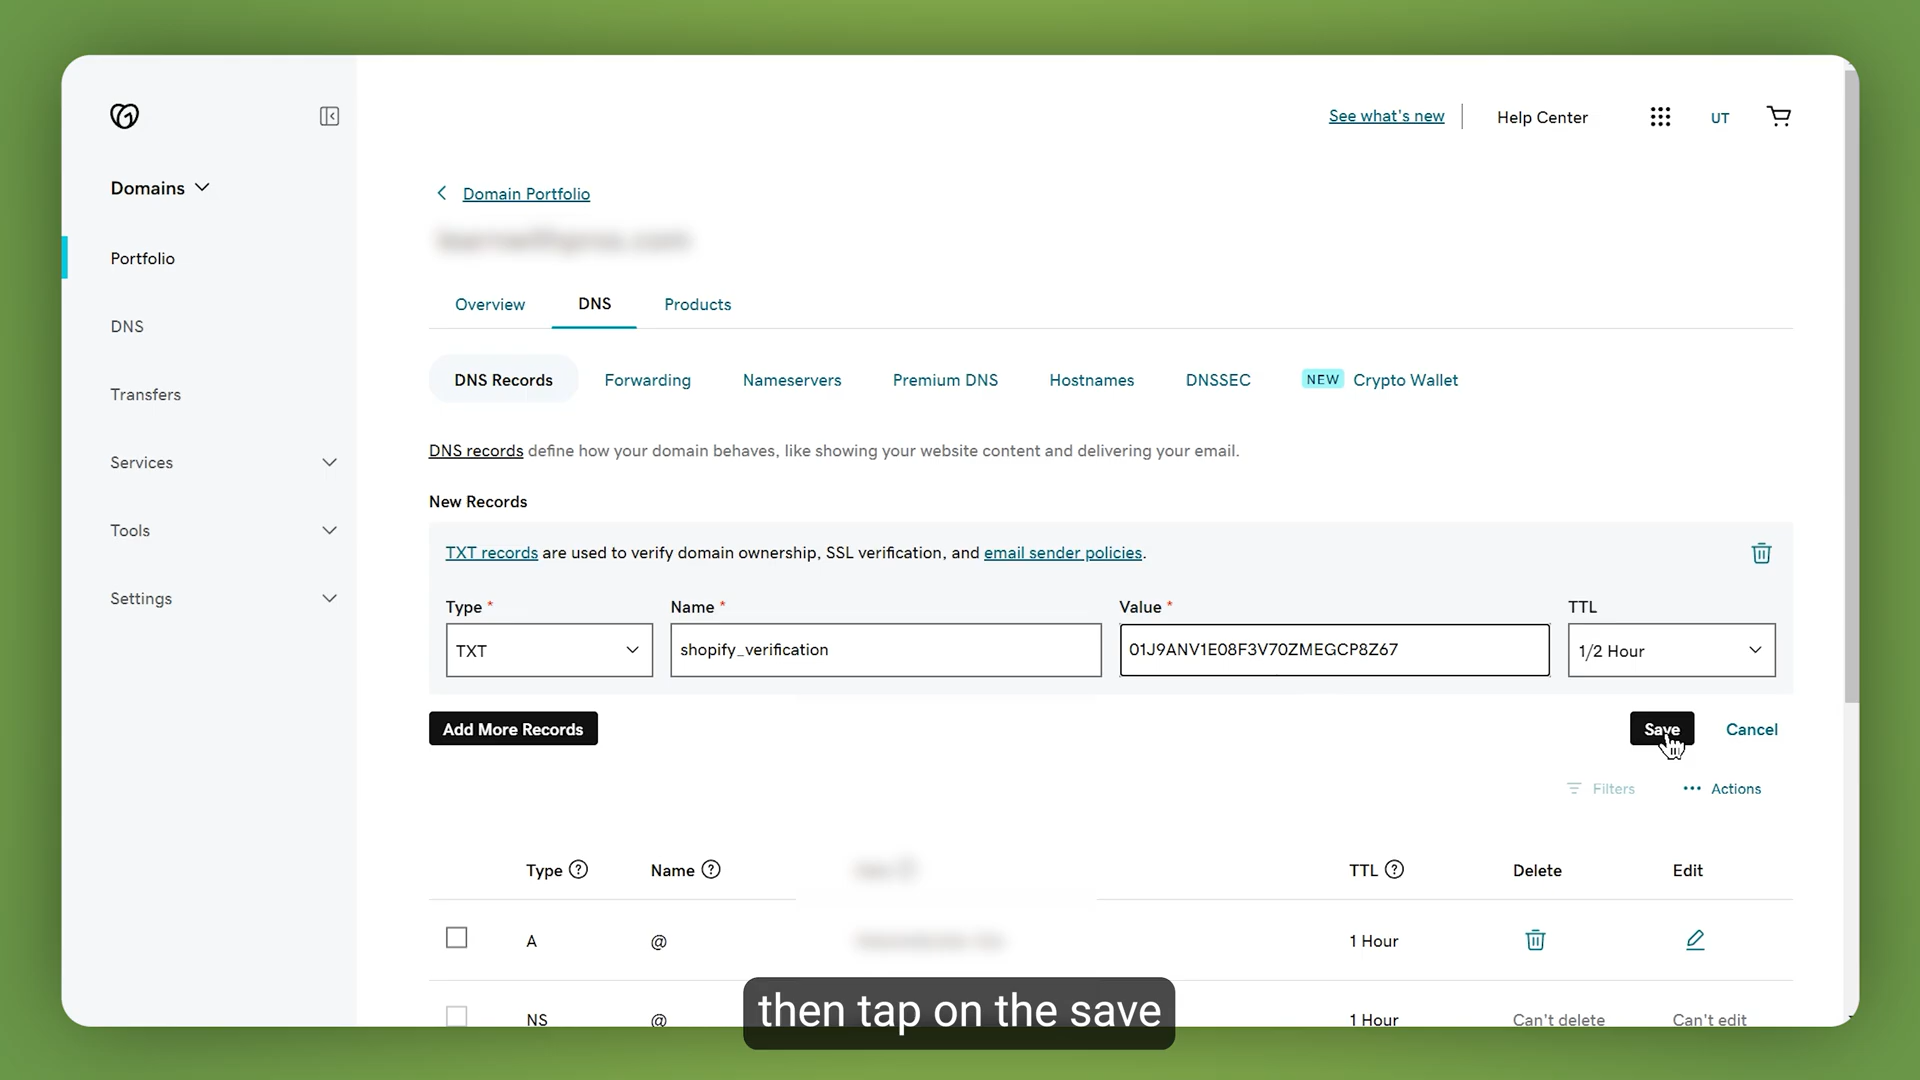 See what's new
Help Center
UT
Domains
Portfolio
DNS
Transfers
Services
Tools
Settings
Domain Portfolio
Overview
DNS
Products
DNS Records
Forwarding
Nameservers
Premium DNS
Hostnames
DNSSEC
NEW Crypto Wallet
DNS records define how your domain behaves, like showing your website content and delivering your email.
New Records
TXT records are used to verify domain ownership, SSL verification, and email sender policies.
Type * Name * Value * TTL
TXT shopify_verification 01J9ANV1E08F3V70ZMEGCP8Z67 1/2 Hour
Add More Records
Save
Cancel
Filters
Actions
Type Name TTL Delete Edit
A @ 1 Hour
NS @ 1 Hour Can't delete Can't edit
then tap on the save